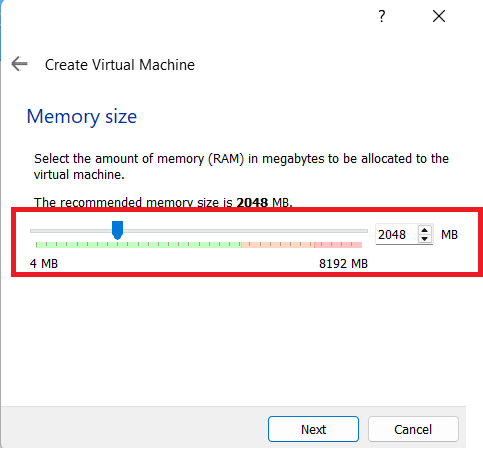 ?
Create Virtual Machine
Memory size
Select the amount of memory (RAM) in megabytes to be allocated to the
virtual machine.
The recommended memory size is 2048 MB.
2048 MB
4 MB 8192 MB
Next Cancel